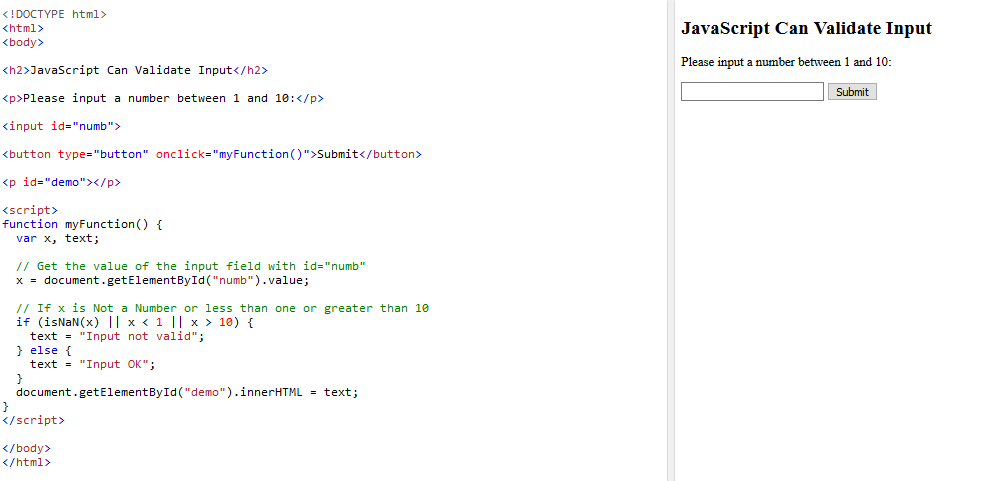 <!DOCTYPE html>
<html>
<body>
<h2>JavaScript Can Validate Input</h2>
<p>Please input a number between 1 and 10:</p>
<input id="numb">
<button type="button" onclick="myFunction()">Submit</button>
<p id="demo"></p>
<script>
function myFunction() {
  var x, text;
  // Get the value of the input field with id="numb"
  x = document.getElementById("numb").value;
  // If x is Not a Number or less than one or greater than 10
  if (isNaN(x) || x < 1 || x > 10) {
    text = "Input not valid";
  } else {
    text = "Input OK";
  }
  document.getElementById("demo").innerHTML = text;
}
</script>
</body>
</html>
JavaScript Can Validate Input
Please input a number between 1 and 10:
Submit